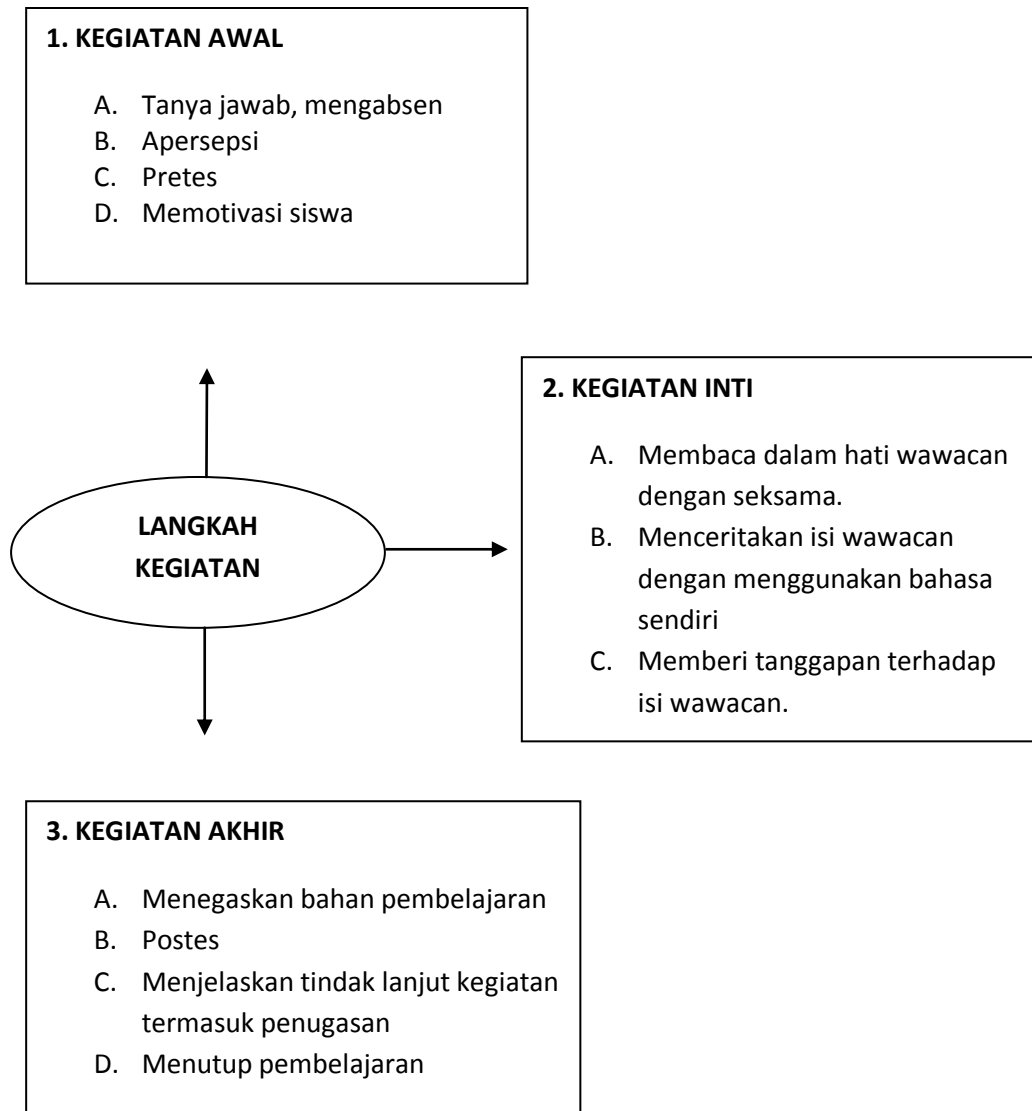 1. KEGIATAN AWAL
A. Tanya jawab, mengabsen
B. Apersepsi
C. Pretes
D. Memotivasi siswa
LANGKAH
KEGIATAN
2. KEGIATAN INTI
A. Membaca dalam hati wawacan
dengan seksama.
B. Menceritakan isi wawacan
dengan menggunakan bahasa
sendiri
C. Memberi tanggapan terhadap
isi wawacan.
3. KEGIATAN AKHIR
A. Menegaskan bahan pembelajaran
B. Postes
C. Menjelaskan tindak lanjut kegiatan
termasuk penugasan
D. Menutup pembelajaran